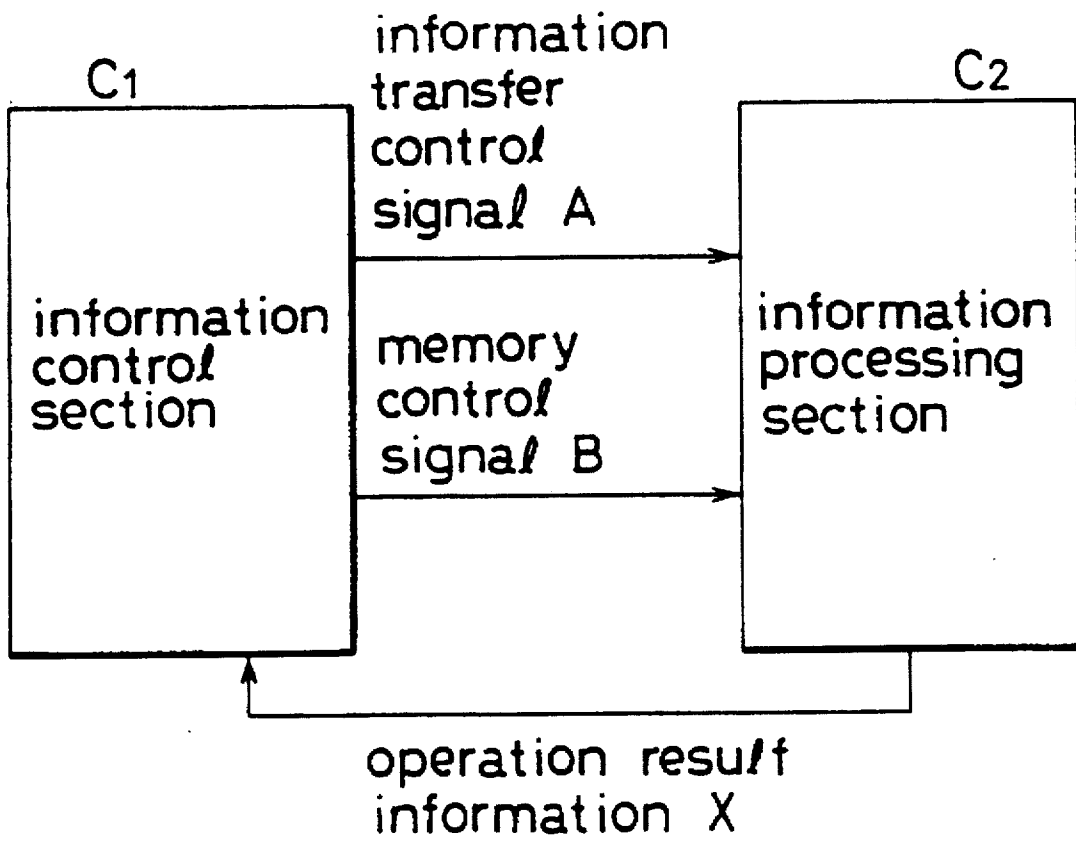 C1
information
transfer
control
signal A
C2
information
control
section
memory
control
signal B
information
processing
section
operation result
information X